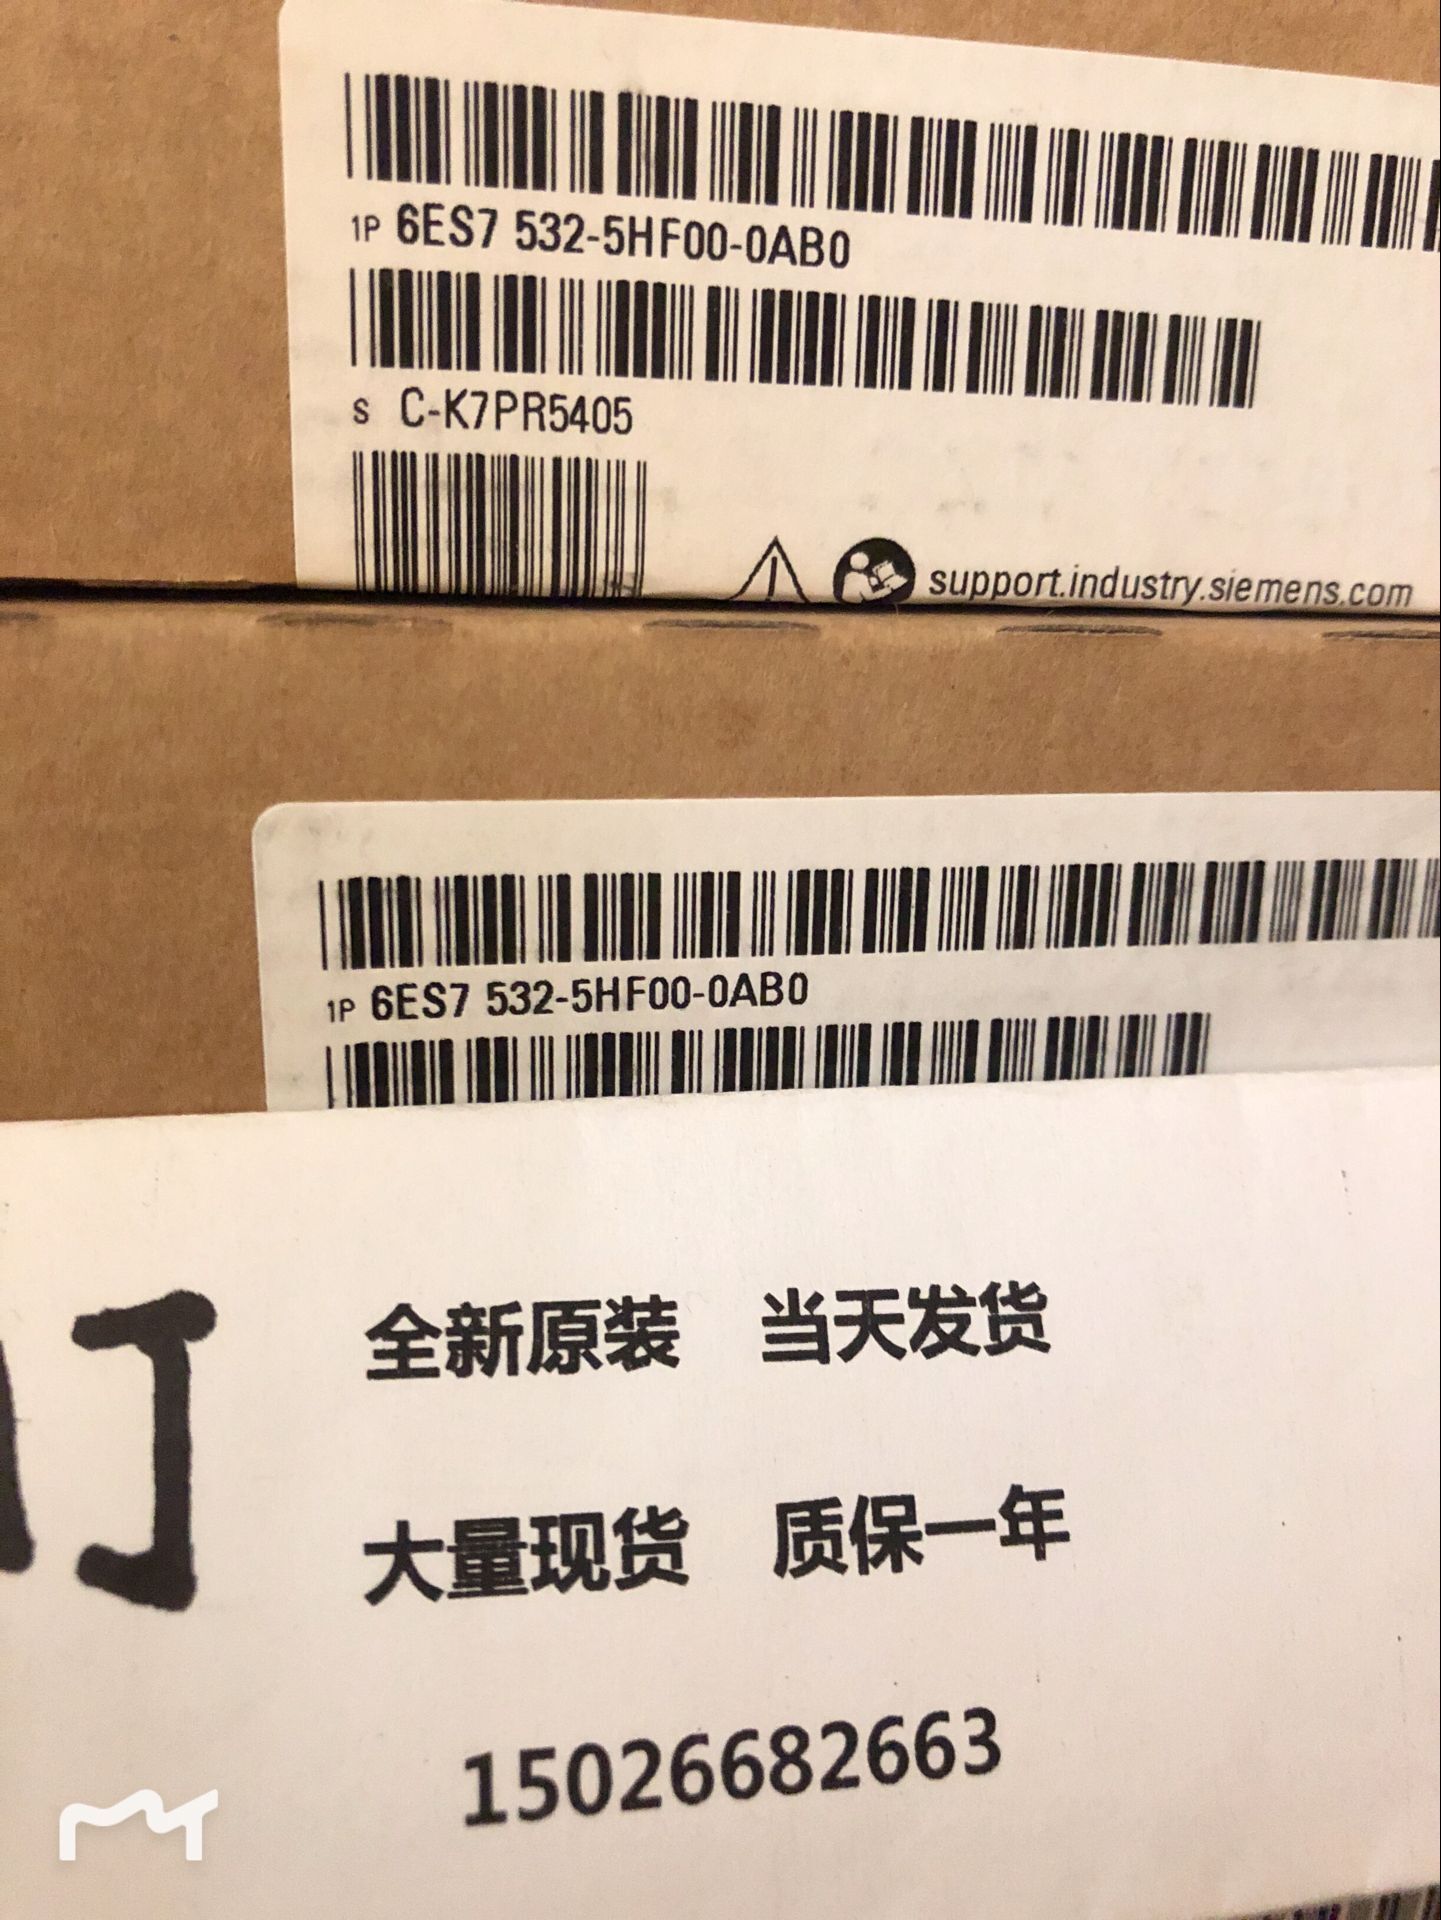 1P 6ES7 532-5HF00-0AB0
S C-K7PR5405
support.industry.siemens.com
1P 6ES7 532-5HF00-0AB0
全新原装 当天发货
大量现货 质保一年
15026682663